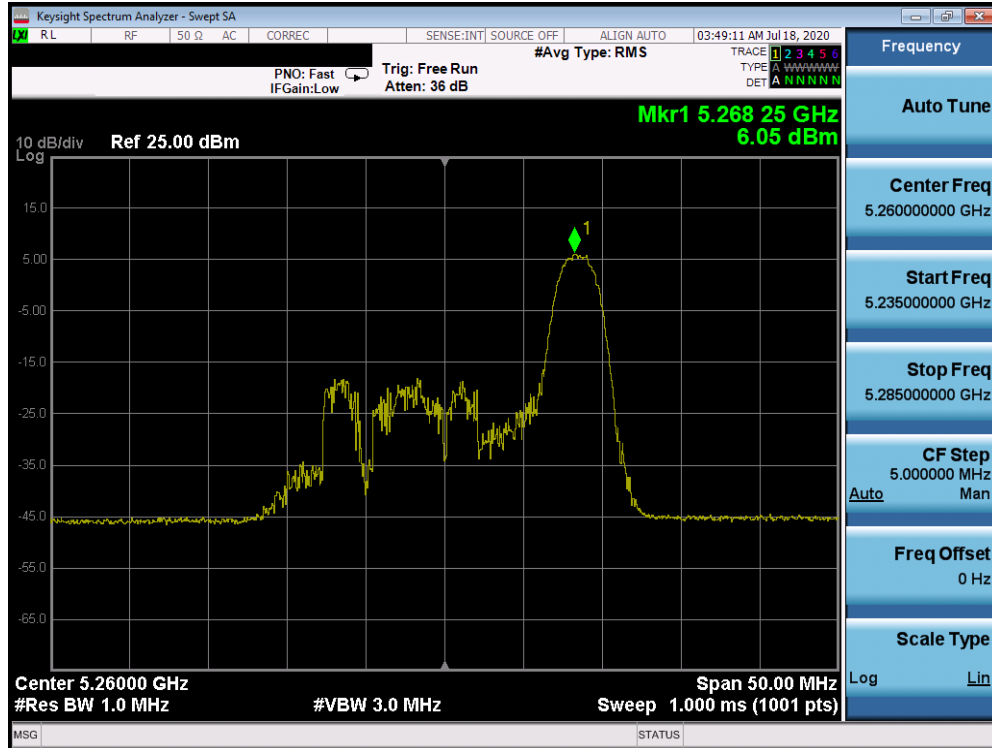 Keysight Spectrum Analyzer - Swept SA
LXI RL RF 50 Ω AC CORREC SENSE:INT SOURCE OFF ALIGN AUTO 03:49:11 AM Jul 18, 2020
#Avg Type: RMS
TRACE 1 2 3 4 5 6
PNO: Fast Trig: Free Run
TYPE A WWWWW
IFGain:Low Atten: 36 dB
DET A N N N N N
Mkr1 5.268 25 GHz
6.05 dBm
10 dB/div Ref 25.00 dBm
Log
1
15.0
5.00
-5.00
-15.0
-25.0
-35.0
-45.0
-55.0
-65.0
Center 5.26000 GHz Span 50.00 MHz
#Res BW 1.0 MHz #VBW 3.0 MHz Sweep 1.000 ms (1001 pts)
MSG STATUS
Frequency
Auto Tune
Center Freq
5.260000000 GHz
Start Freq
5.235000000 GHz
Stop Freq
5.285000000 GHz
CF Step
5.000000 MHz
Auto Man
Freq Offset
0 Hz
Scale Type
Log Lin